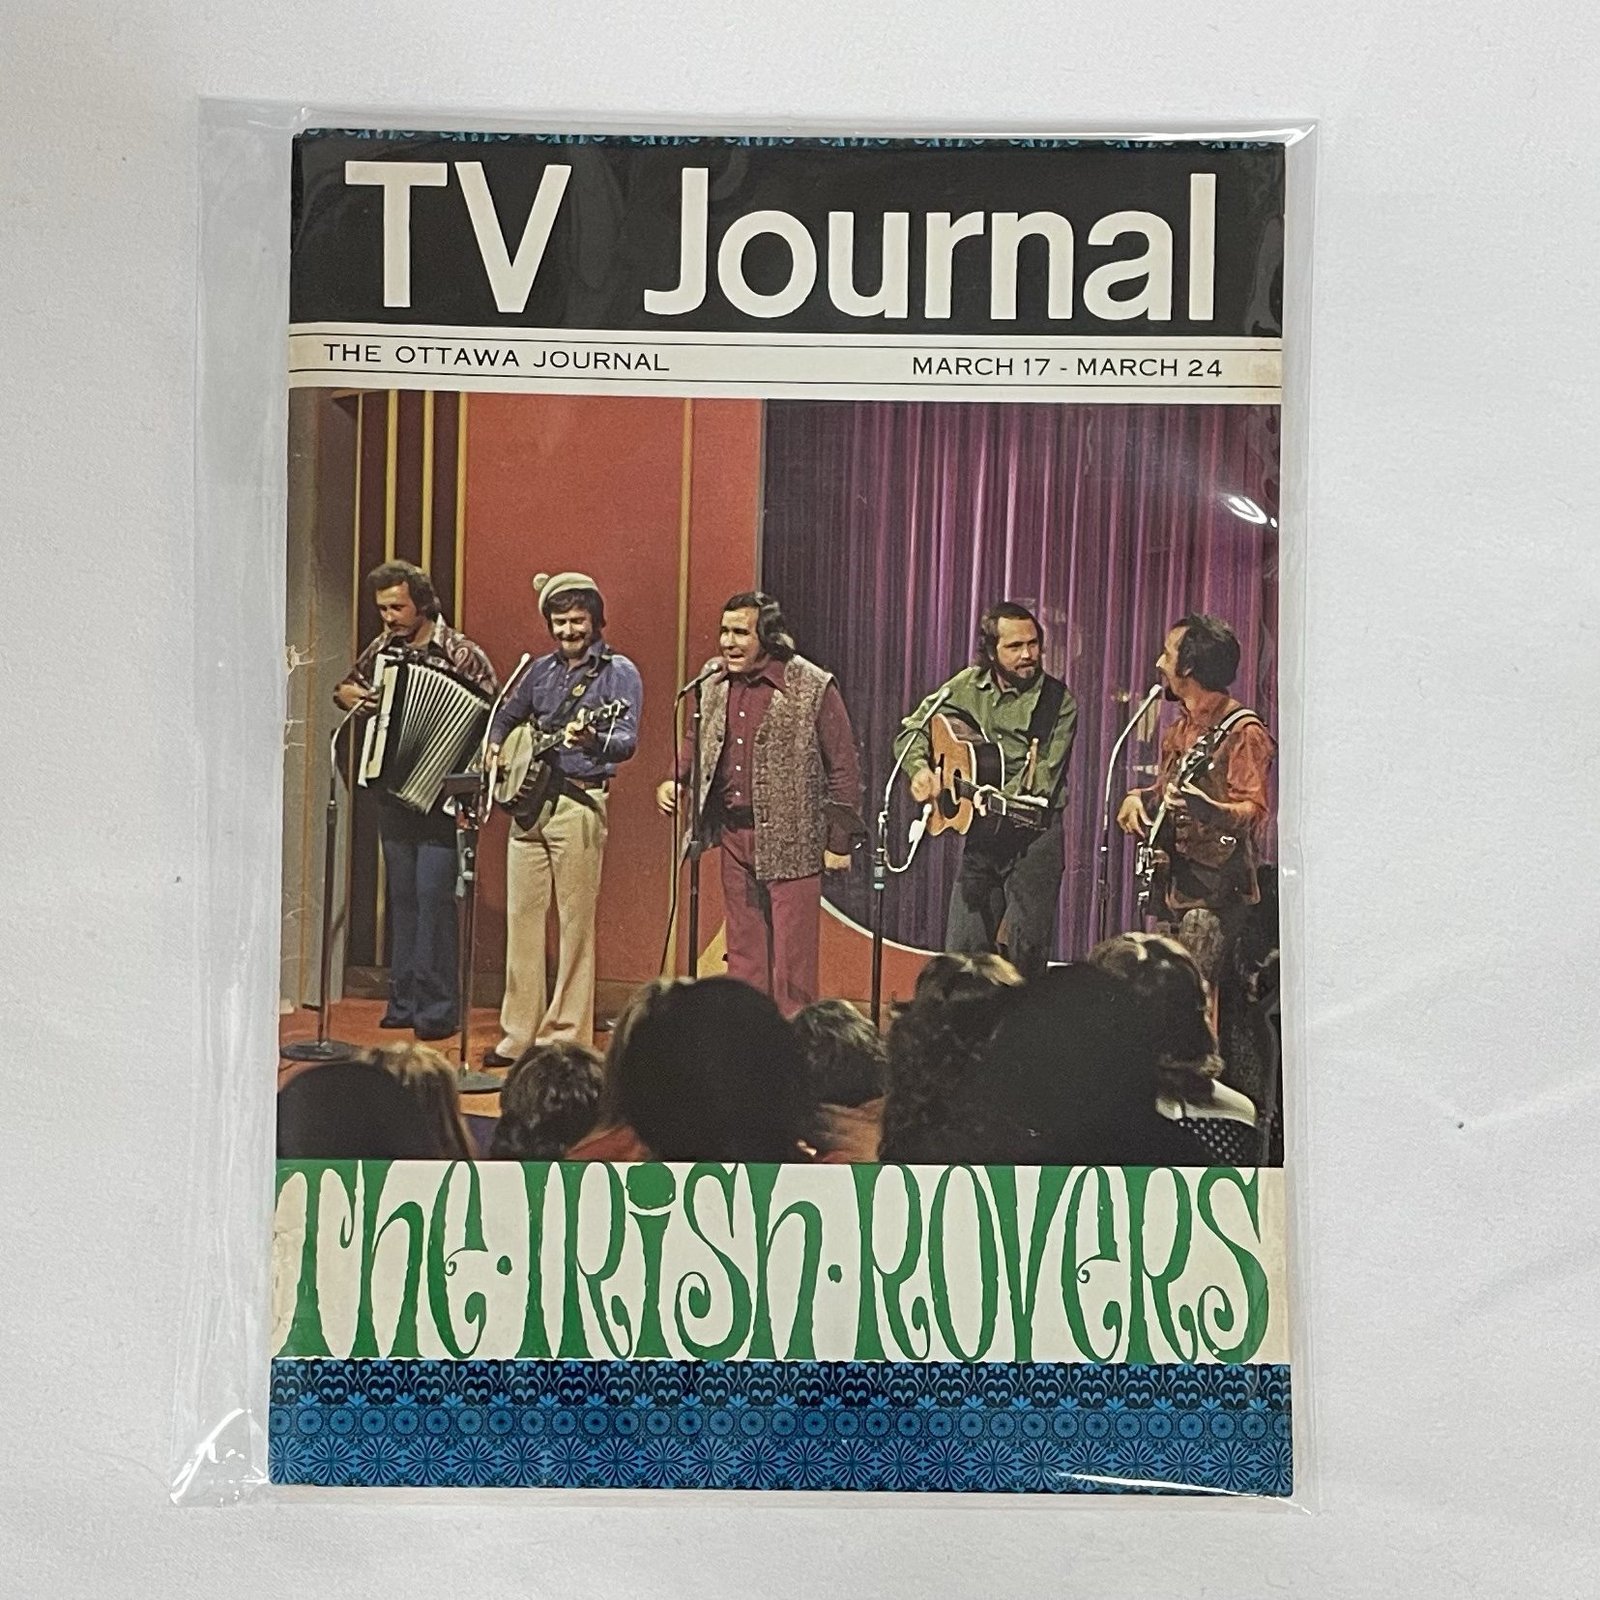 TV Journal
THE OTTAWA JOURNAL MARCH 17 - MARCH 24
The·IRish·ROVeRS